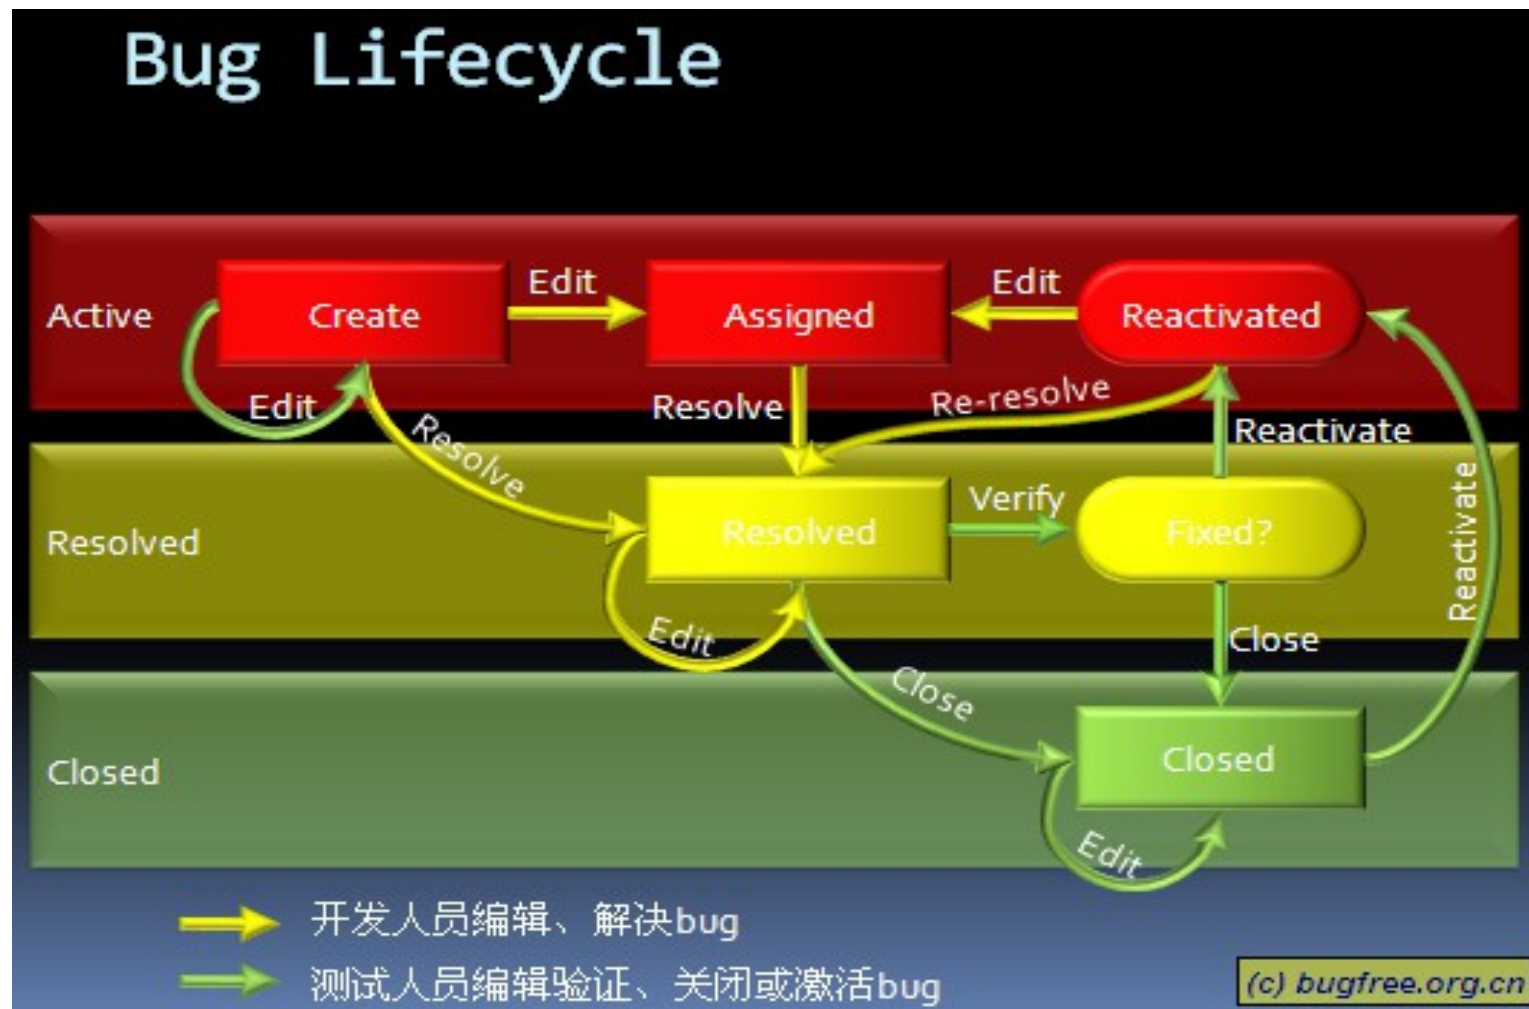 Bug Lifecycle
Active
Create
Edit
Assigned
Edit
Reactivated
Edit
Resolve
Resolve
Re-resolve
Reactivate
Resolved
Resolved
Verify
Fixed?
Reactivate
Edit
Close
Close
Closed
Closed
Edit
开发人员编辑、解决bug
测试人员编辑验证、关闭或激活bug
(c) bugfree.org.cn